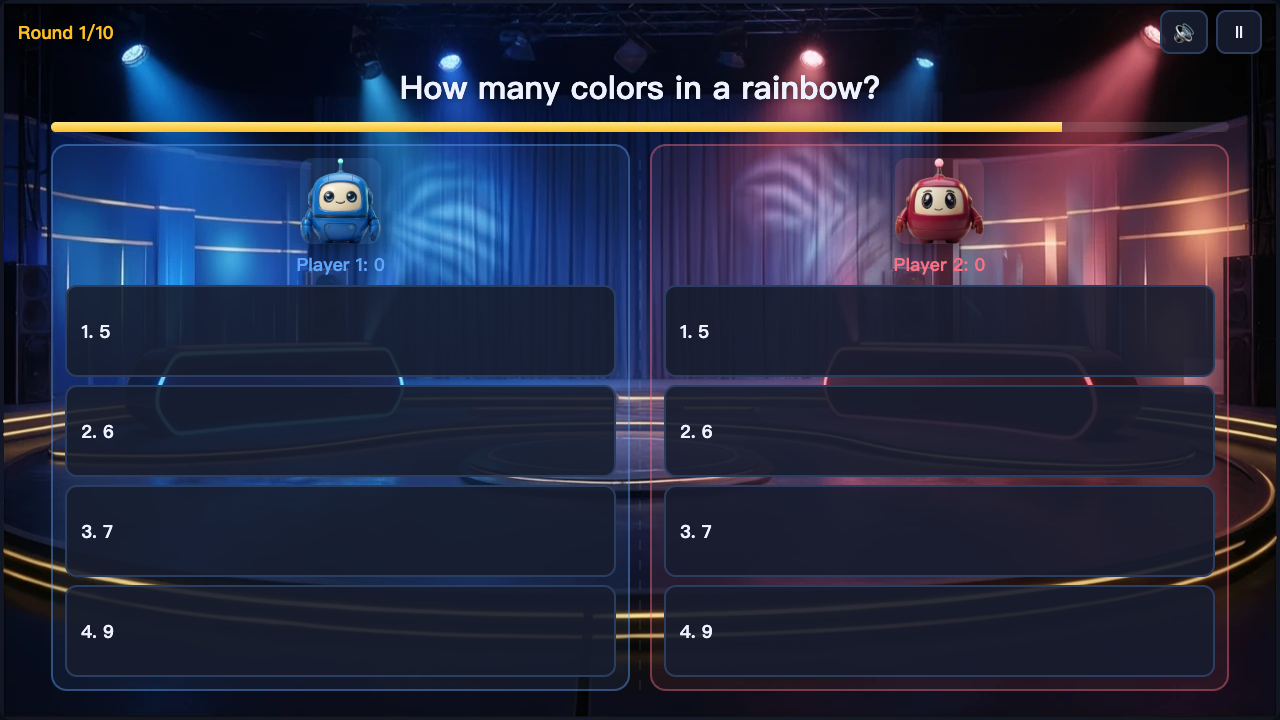 Round 1/10
How many colors in a rainbow?
Player 1: 0
1. 5
2. 6
3. 7
4. 9
Player 2: 0
1. 5
2. 6
3. 7
4. 9